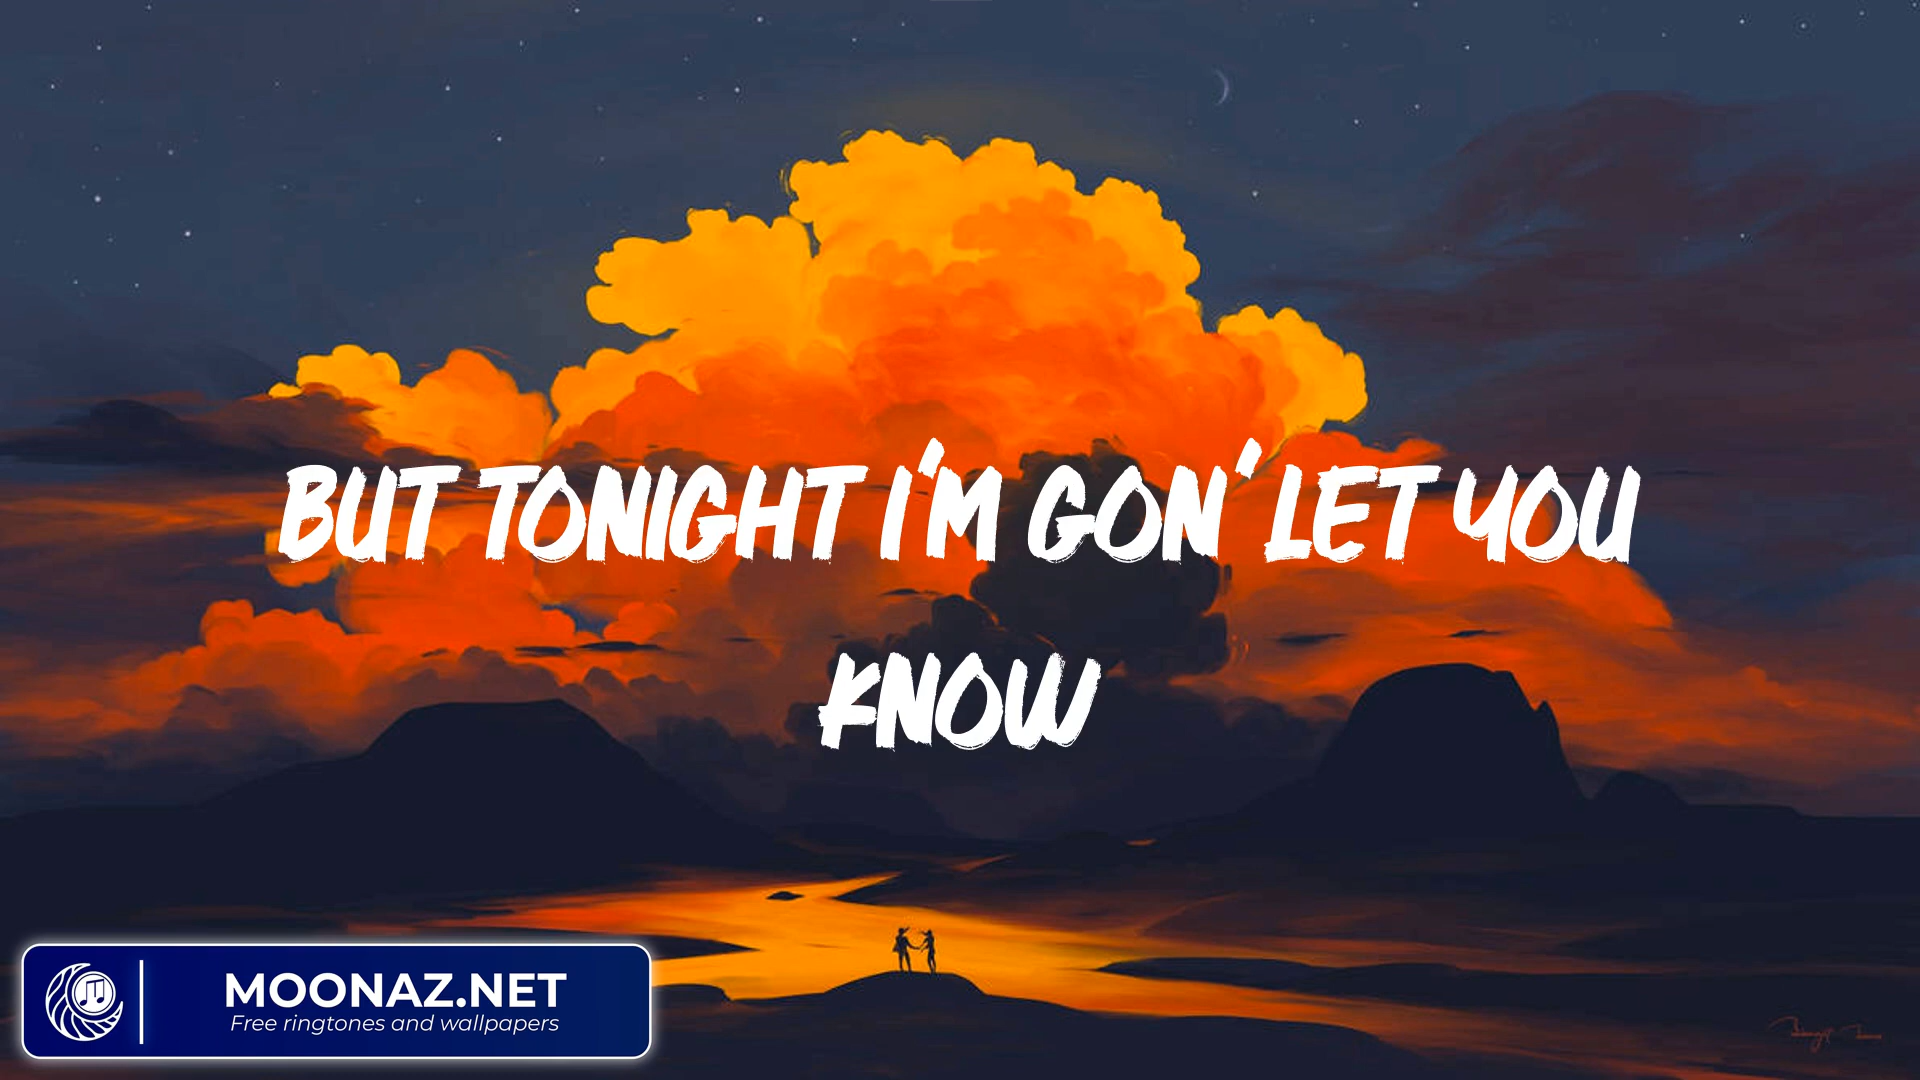 BUT TONIGHT I'M GON' LET YOU
KNOW
MOONAZ.NET
Free ringtones and wallpapers